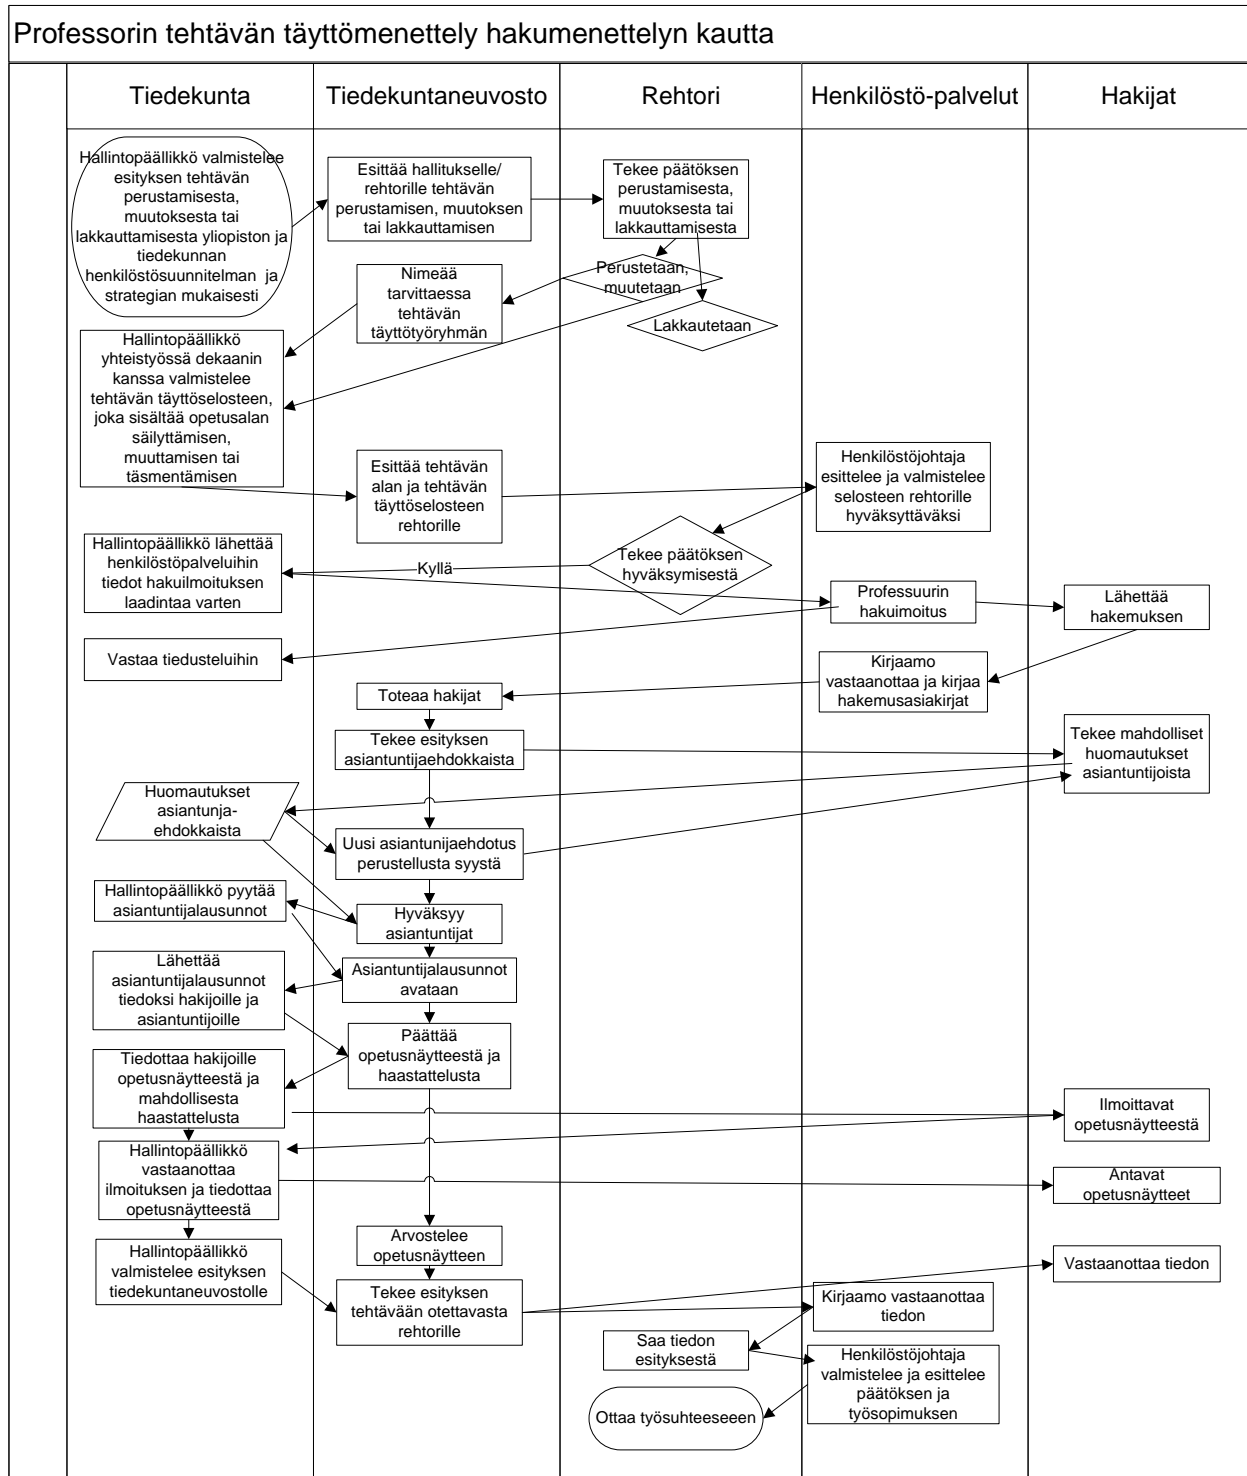 Professorin tehtävän täyttömenettely hakumenettelyn kautta
Tiedekunta
Tiedekuntaneuvosto
Rehtori
Henkilöstö-palvelut
Hakijat
Hallintopäällikkö valmistelee
esityksen tehtävän
perustamisesta,
muutoksesta tai
lakkauttamisesta yliopiston ja
tiedekunnan
henkilöstösuunnitelman ja
strategian mukaisesti
Esittää hallitukselle/
rehtorille tehtävän
perustamisen, muutoksen
tai lakkauttamisen
Tekee päätöksen
perustamisesta,
muutoksesta tai
lakkauttamisesta
Perustetaan,
muutetaan
Lakkautetaan
Nimeää
tarvittaessa
tehtävän
täyttötyöryhmän
Hallintopäällikkö
yhteistyössä dekaanin
kanssa valmistelee
tehtävän täyttöselosteen,
joka sisältää opetusalan
säilyttämisen,
muuttamisen tai
täsmentämisen
Esittää tehtävän
alan ja tehtävän
täyttöselosteen
rehtorille
Henkilöstöjohtaja
esittelee ja valmistelee
selosteen rehtorille
hyväksyttäväksi
Tekee päätöksen
hyväksymisestä
Kyllä
Hallintopäällikkö lähettää
henkilöstöpalveluihin
tiedot hakuilmoituksen
laadintaa varten
Professuurin
hakuimoitus
Lähettää
hakemuksen
Vastaa tiedusteluihin
Kirjaamo
vastaanottaa ja kirjaa
hakemusasiakirjat
Toteaa hakijat
Tekee esityksen
asiantuntijaehdokkaista
Tekee mahdolliset
huomautukset
asiantuntijoista
Huomautukset
asiantunja-
ehdokkaista
Uusi asiantunijaehdotus
perustellusta syystä
Hallintopäällikkö pyytää
asiantuntijalausunnot
Hyväksyy
asiantuntijat
Lähettää
asiantuntijalausunnot
tiedoksi hakijoille ja
asiantuntijoille
Asiantuntijalausunnot
avataan
Päättää
opetusnäytteestä ja
haastattelusta
Tiedottaa hakijoille
opetusnäytteestä ja
mahdollisesta
haastattelusta
Ilmoittavat
opetusnäytteestä
Hallintopäällikkö
vastaanottaa
ilmoituksen ja tiedottaa
opetusnäytteestä
Antavat
opetusnäytteet
Arvostelee
opetusnäytteen
Hallintopäällikkö
valmistelee esityksen
tiedekuntaneuvostolle
Vastaanottaa tiedon
Tekee esityksen
tehtävään otettavasta
rehtorille
Kirjaamo vastaanottaa
tiedon
Saa tiedon
esityksestä
Henkilöstöjohtaja
valmistelee ja esittelee
päätöksen ja
työsopimuksen
Ottaa työsuhteeseeen